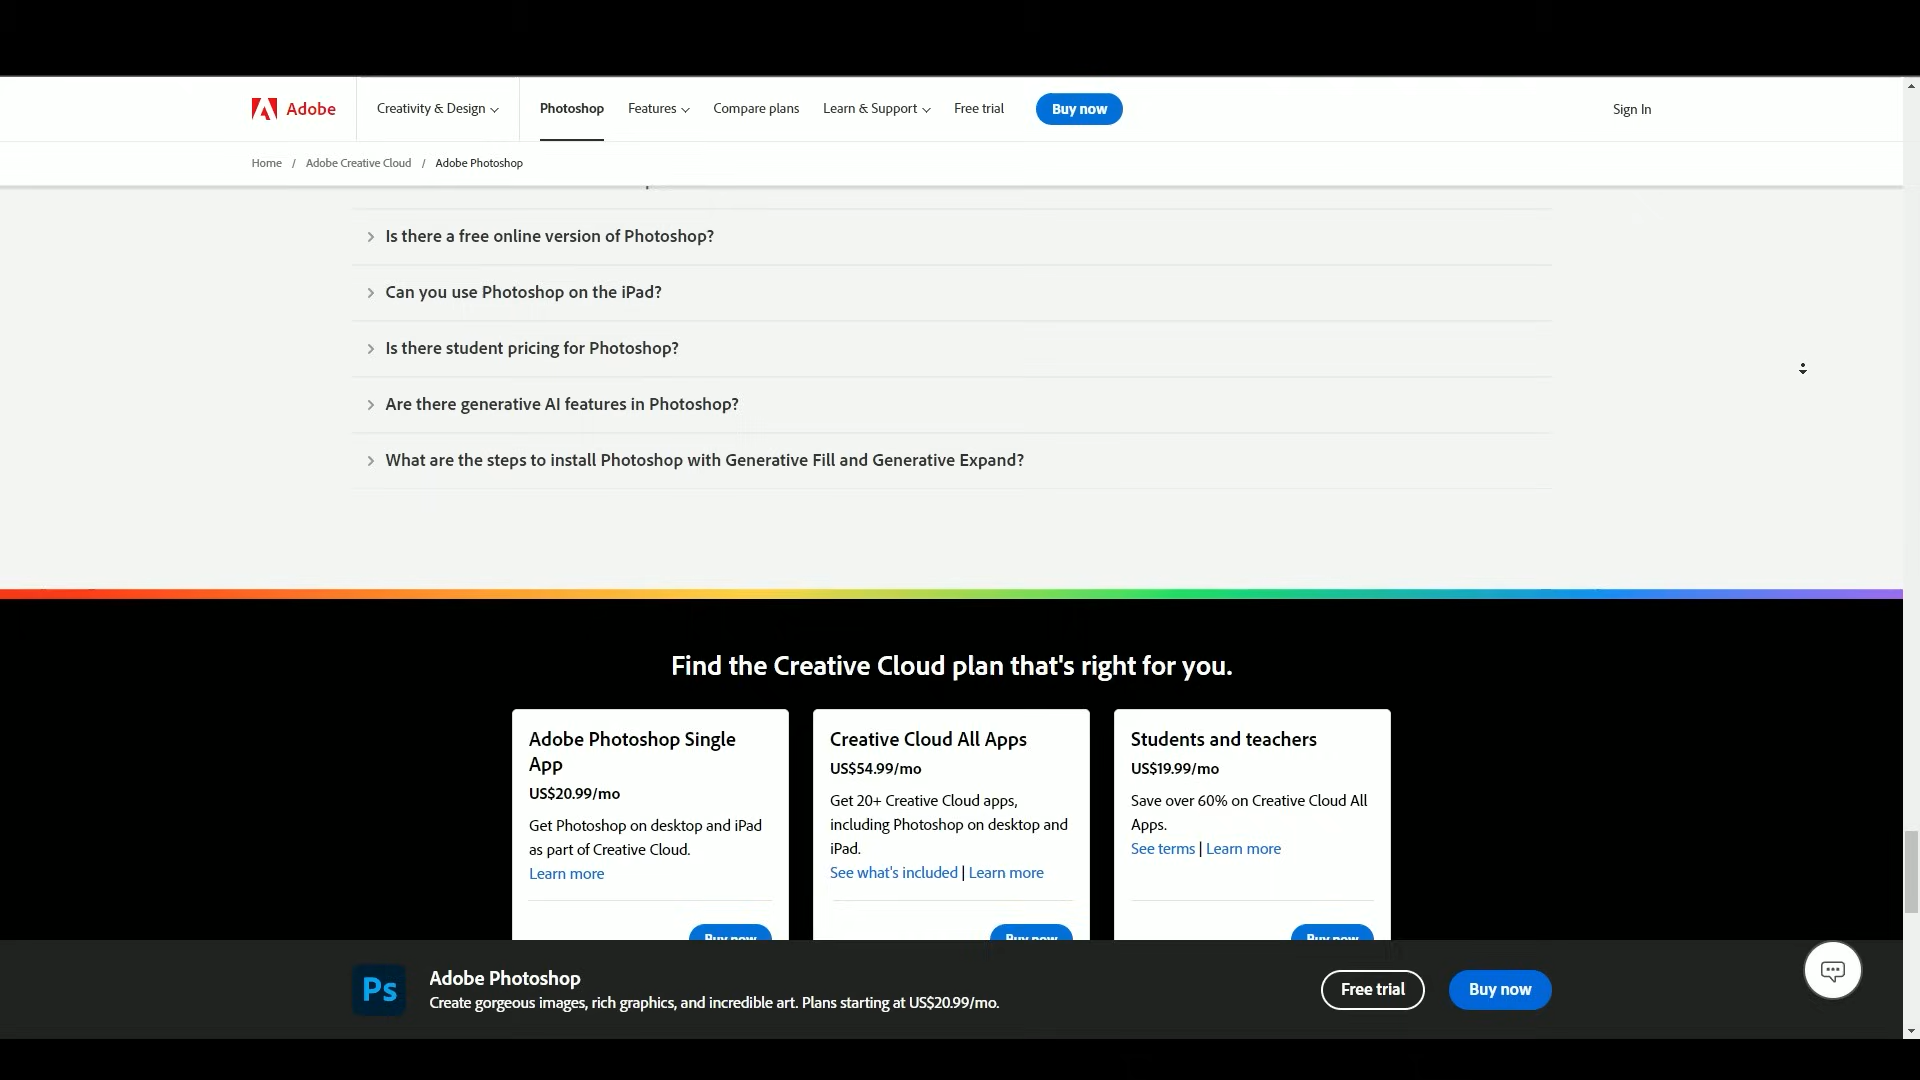 Adobe
Creativity & Design
Photoshop
Features
Compare plans
Learn & Support
Free trial
Buy now
Sign In
Home / Adobe Creative Cloud / Adobe Photoshop
Is there a free online version of Photoshop?
Can you use Photoshop on the iPad?
Is there student pricing for Photoshop?
Are there generative AI features in Photoshop?
What are the steps to install Photoshop with Generative Fill and Generative Expand?
Find the Creative Cloud plan that's right for you.
Adobe Photoshop Single
App
US$20.99/mo
Get Photoshop on desktop and iPad
as part of Creative Cloud.
Learn more
Buy now
Creative Cloud All Apps
US$54.99/mo
Get 20+ Creative Cloud apps,
including Photoshop on desktop and
iPad.
See what's included | Learn more
Buy now
Students and teachers
US$19.99/mo
Save over 60% on Creative Cloud All
Apps.
See terms | Learn more
Buy now
Ps
Adobe Photoshop
Create gorgeous images, rich graphics, and incredible art. Plans starting at US$20.99/mo.
Free trial
Buy now